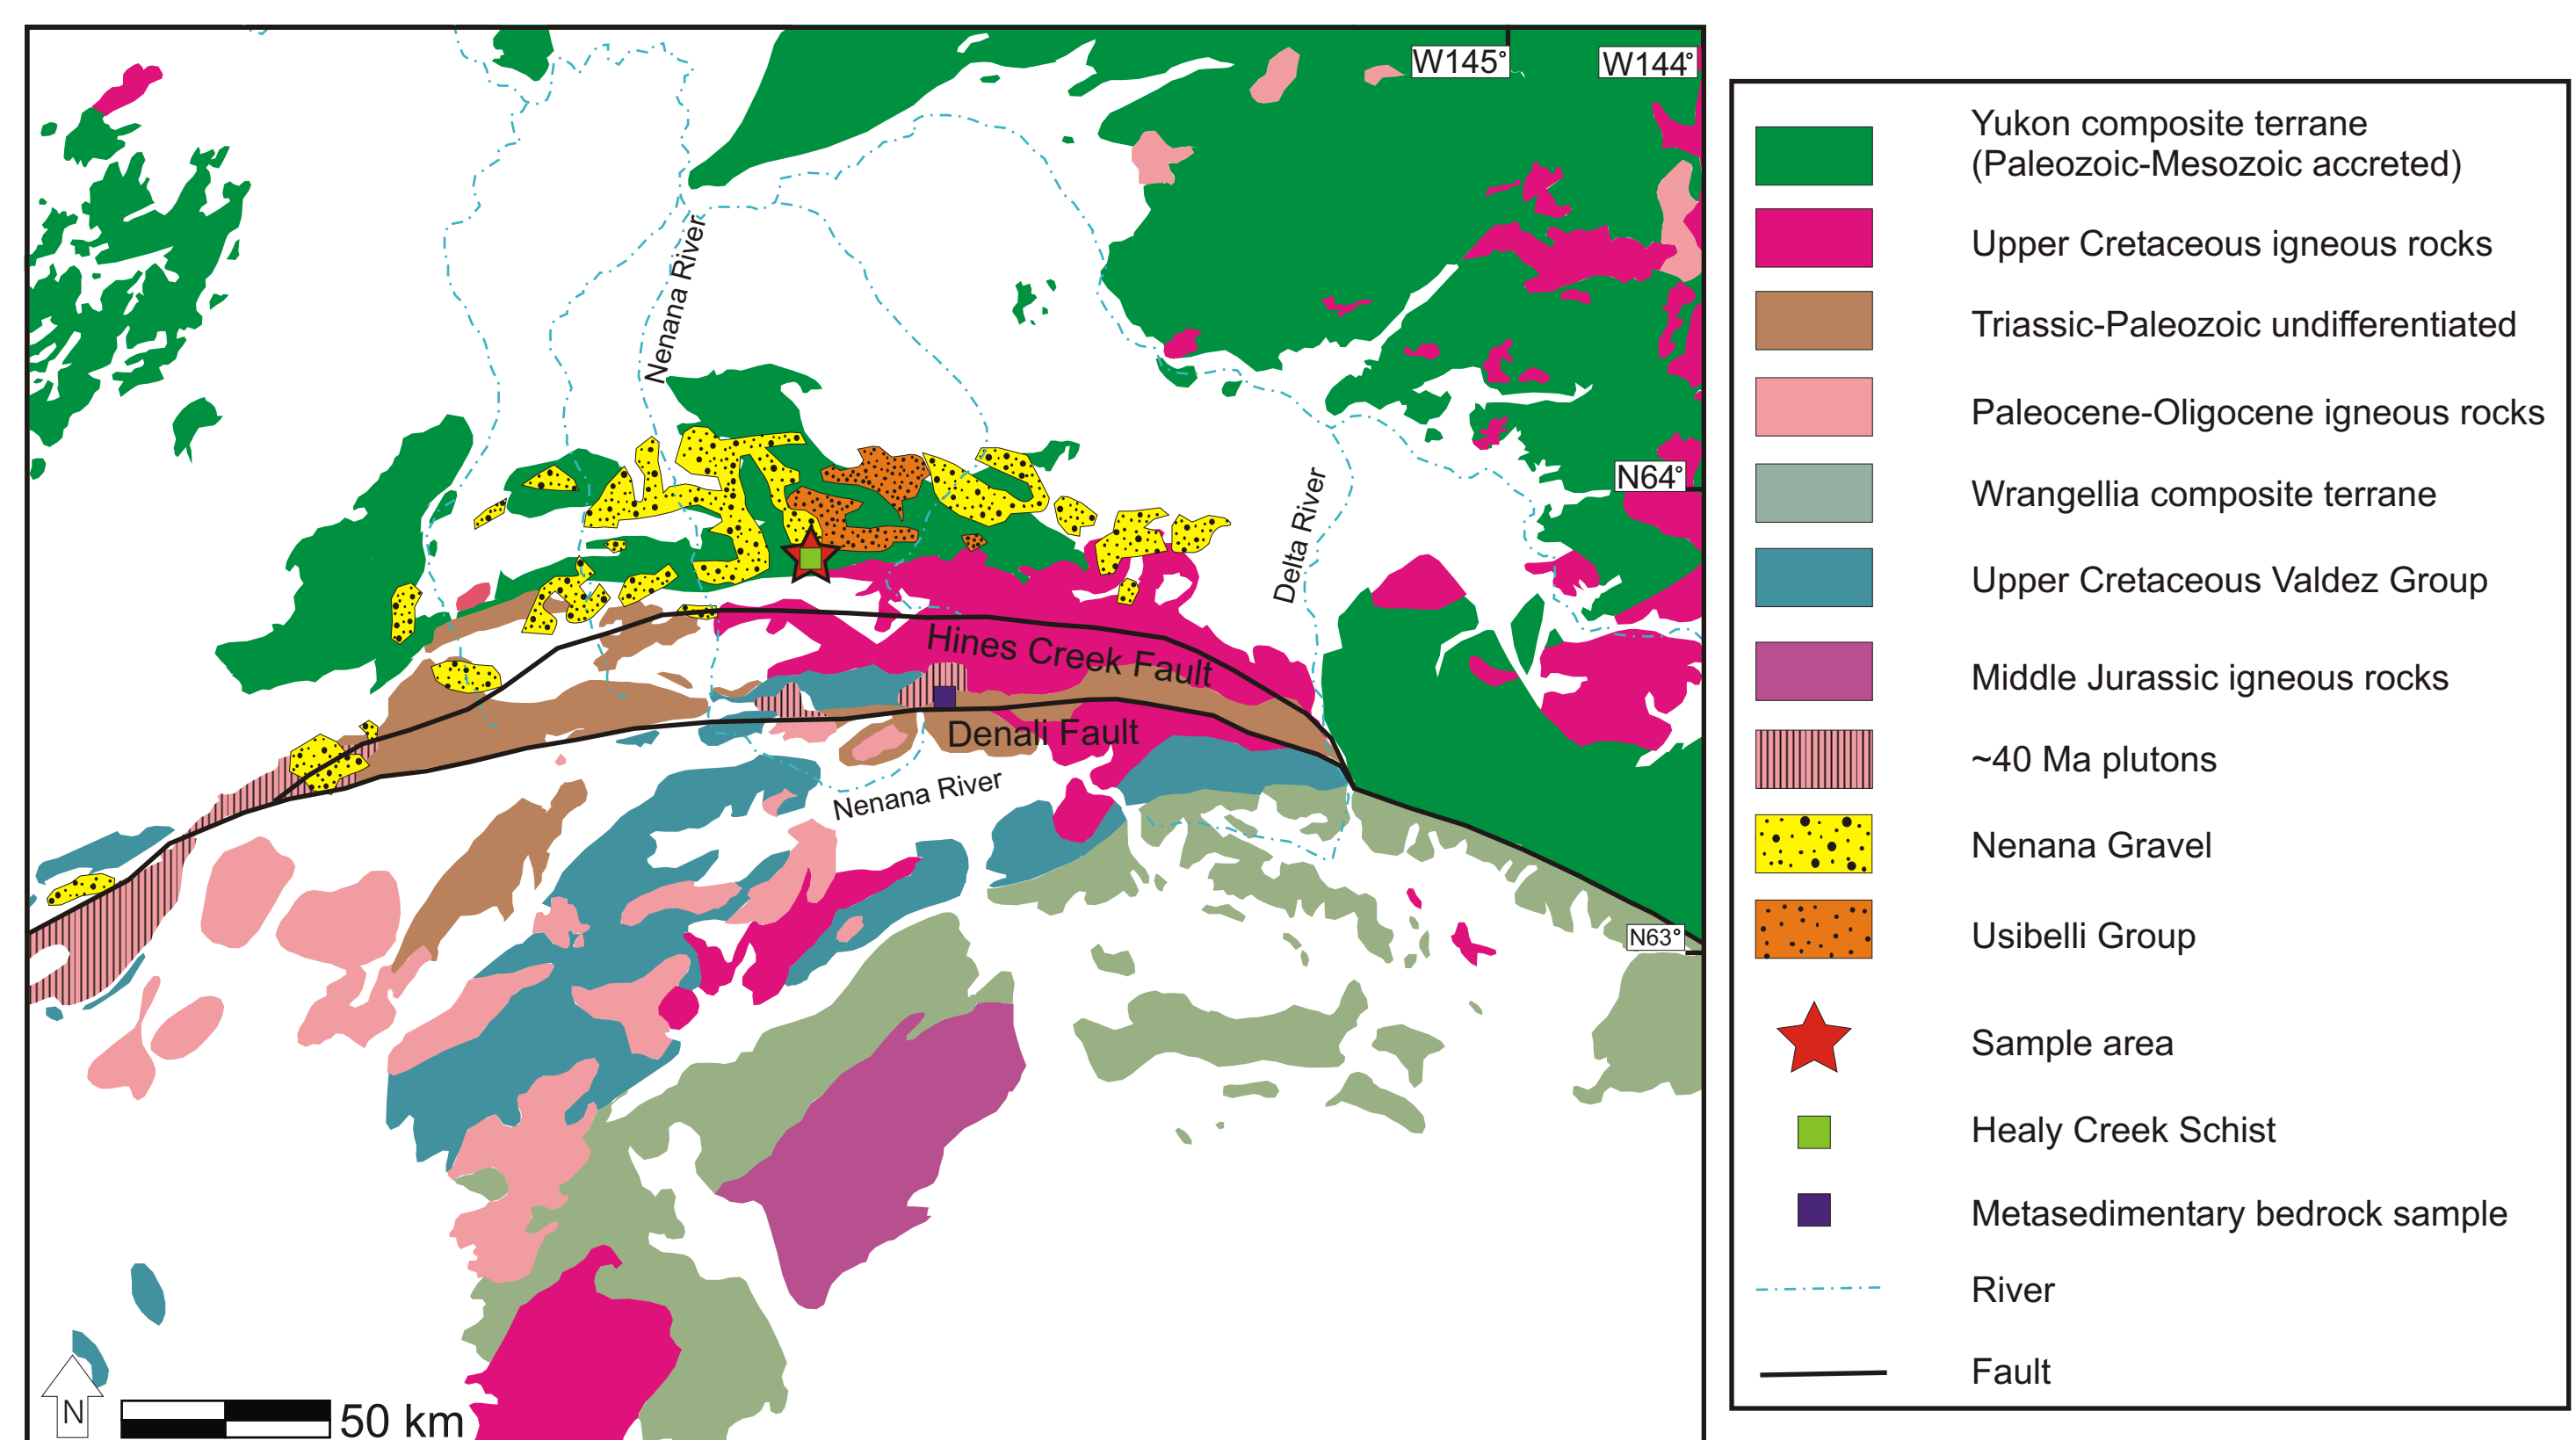 W145°
W144°
Nenana River
N64°
Delta River
Hines Creek Fault
Denali Fault
Nenana River
N63°
N
50 km
Yukon composite terrane
(Paleozoic-Mesozoic accreted)
Upper Cretaceous igneous rocks
Triassic-Paleozoic undifferentiated
Paleocene-Oligocene igneous rocks
Wrangellia composite terrane
Upper Cretaceous Valdez Group
Middle Jurassic igneous rocks
~40 Ma plutons
Nenana Gravel
Usibelli Group
Sample area
Healy Creek Schist
Metasedimentary bedrock sample
River
Fault